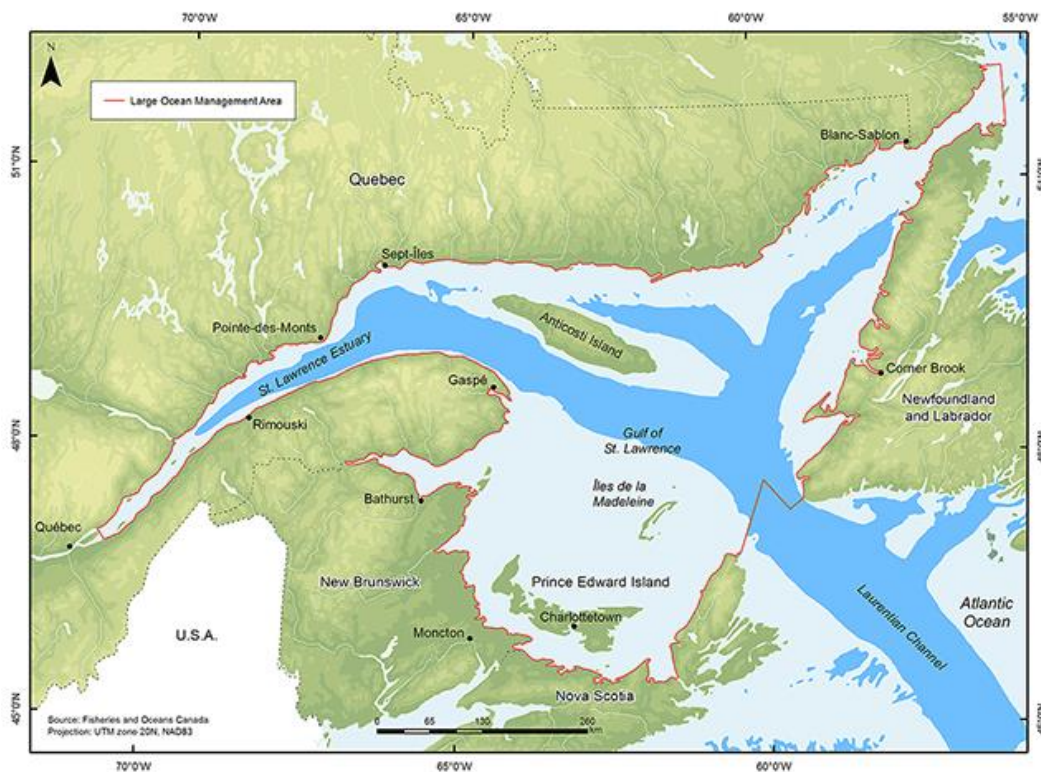 70°0'W
65°0'W
60°0'W
55°0'W
N
Large Ocean Management Area
Blanc-Sablon
51°0'N
Quebec
Sept-Îles
Pointe-des-Monts
St. Lawrence Estuary
Anticosti Island
Gaspé
Corner Brook
Newfoundland
and Labrador
Rimouski
48°0'N
Gulf of
St. Lawrence
Îles de la
Madeleine
Bathurst
Québec
New Brunswick
Prince Edward Island
Charlottetown
Laurentian Channel
Atlantic
Ocean
U.S.A.
Moncton
Nova Scotia
45°0'N
Source: Fisheries and Oceans Canada
Projection: UTM zone 20N, NAD83
0 65 130 260
km
70°0'W
65°0'W
60°0'W